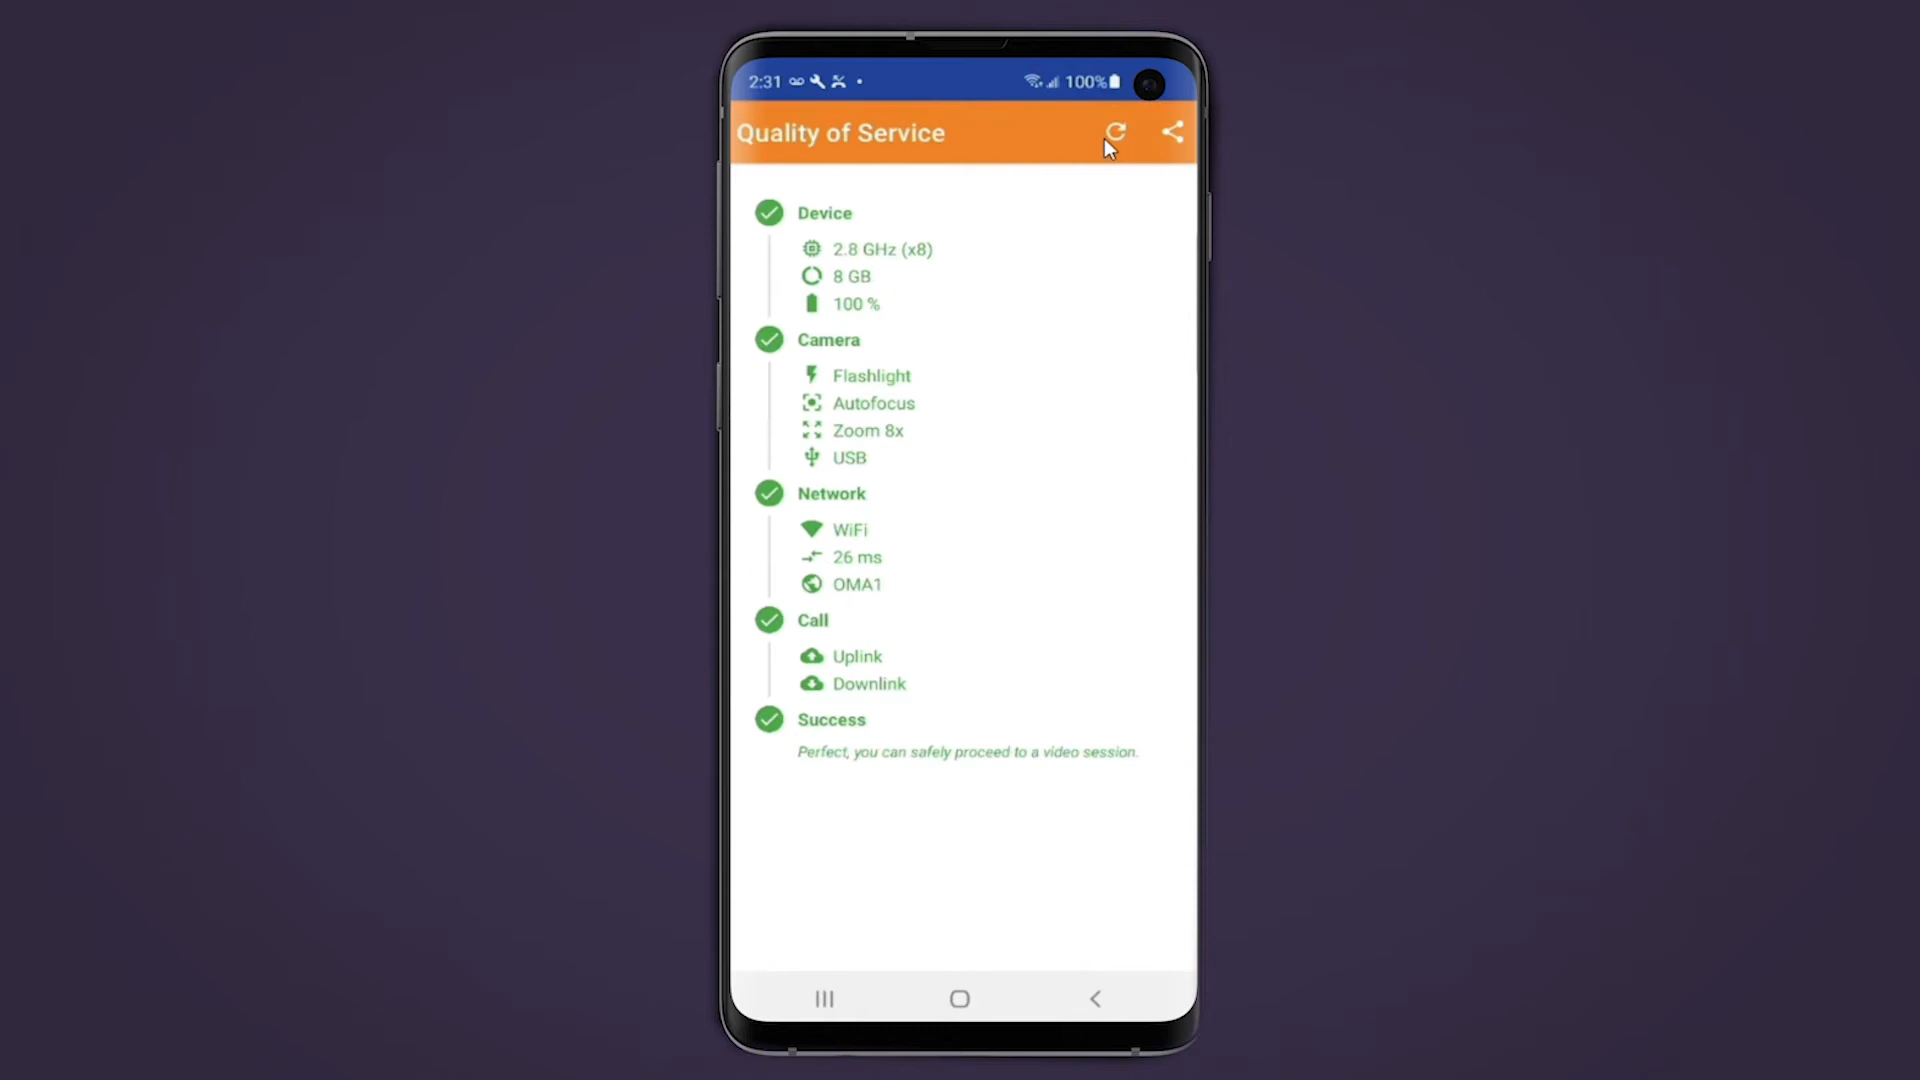 2:31 100%
Quality of Service
Device
2.8 GHz (x8)
8 GB
100 %
Camera
Flashlight
Autofocus
Zoom 8x
USB
Network
WiFi
26 ms
OMA1
Call
Uplink
Downlink
Success
Perfect, you can safely proceed to a video session.